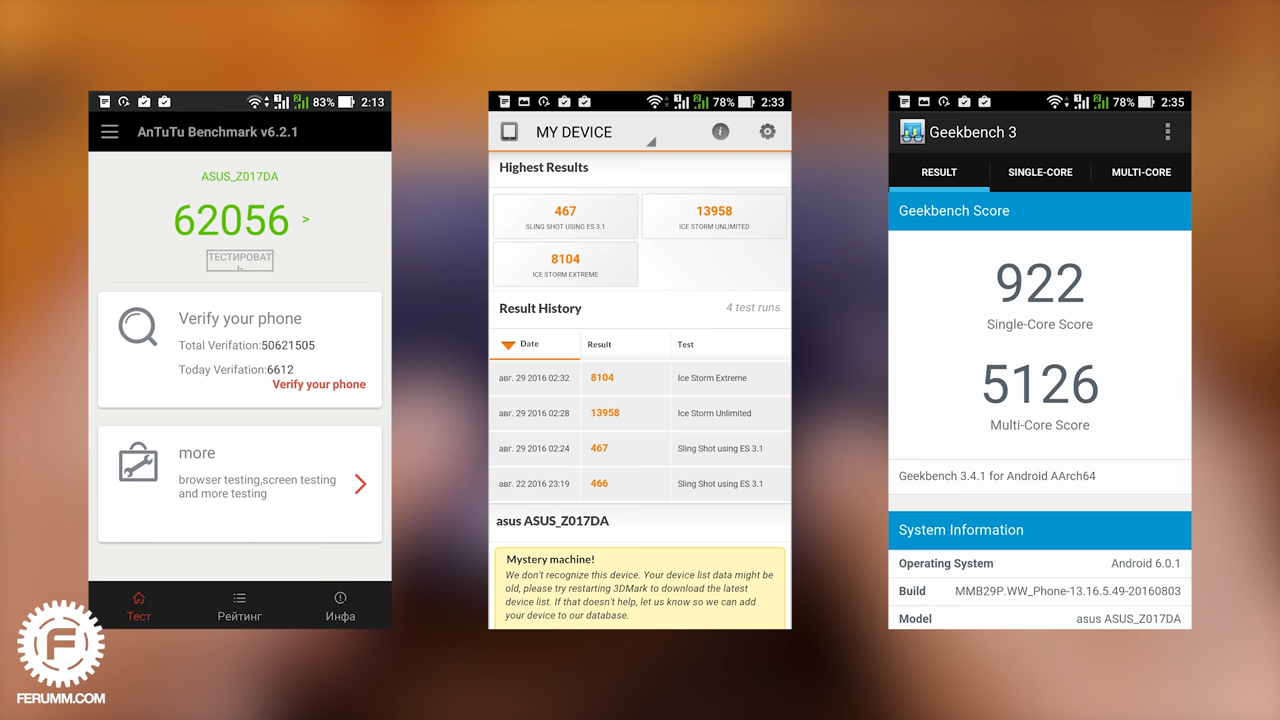 83% 2:13
AnTuTu Benchmark v6.2.1
ASUS_Z017DA
62056 >
ТЕСТИРОВАТ
Ь
Verify your phone
Total Verifation:50621505
Today Verifation:6612
Verify your phone
more
browser testing,screen testing
and more testing
Тест
Рейтинг
Инфа
78% 2:33
MY DEVICE
Highest Results
467
SLING SHOT USING ES 3.1
13958
ICE STORM UNLIMITED
8104
ICE STORM EXTREME
Result History
4 test runs
Date Result Test
авг. 29 2016 02:32 8104 Ice Storm Extreme
авг. 29 2016 02:28 13958 Ice Storm Unlimited
авг. 29 2016 02:24 467 Sling Shot using ES 3.1
авг. 22 2016 23:19 466 Sling Shot using ES 3.1
asus ASUS_Z017DA
Mystery machine!
We don't recognize this device. Your device list data might be
old, please try restarting 3DMark to download the latest
device list. If that doesn't help, let us know so we can add
your device to our database.
78% 2:35
Geekbench 3
RESULT SINGLE-CORE MULTI-CORE
Geekbench Score
922
Single-Core Score
5126
Multi-Core Score
Geekbench 3.4.1 for Android AArch64
System Information
Operating System Android 6.0.1
Build MMB29P.WW_Phone-13.16.5.49-20160803
Model asus ASUS_Z017DA
FERUMM.COM